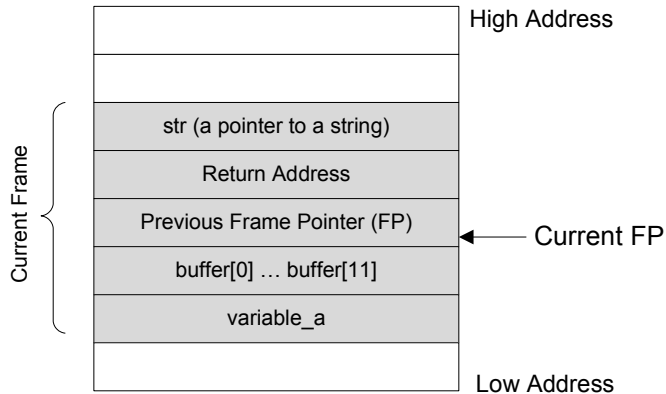 High Address
str (a pointer to a string)
Return Address
Previous Frame Pointer (FP)
buffer[0] … buffer[11]
variable_a
Current Frame
Current FP
Low Address